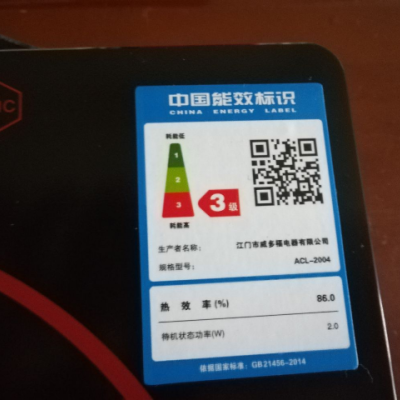 中国能效标识
CHINA ENERGY LABEL
耗能低
1
2
3
3级
耗能高
生产者名称： 江门市威多福电器有限公司
规格型号： ACL-2004
热 效 率(%) 86.0
待机状态功率(W) 2.0
依据国家标准：GB21456-2014